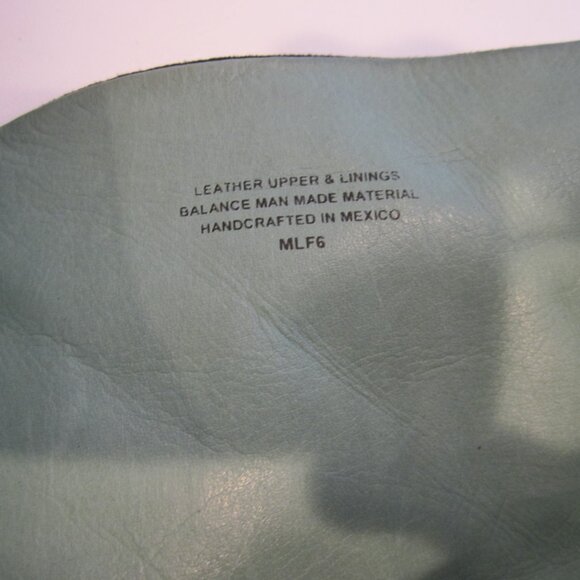 LEATHER UPPER & LININGS
BALANCE MAN MADE MATERIAL
HANDCRAFTED IN MEXICO
MLF6